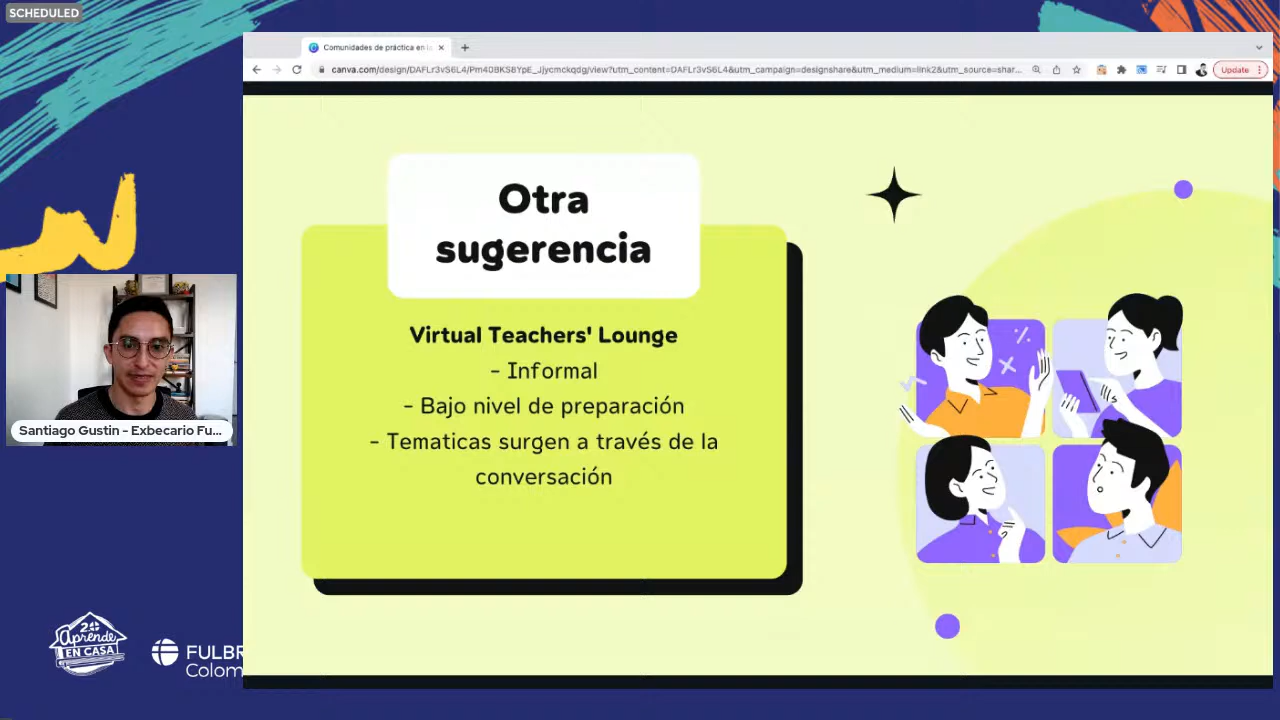 SCHEDULED
Comunidades de práctica en l
canva.com/design/DAFLr3vS6L4/Pm40BKS8YpE_Jjycmckqdg/view?utm_content=DAFLr3vS6L4&utm_campaign=designshare&utm_medium=link2&utm_source=shar...
Update
Otra
sugerencia
Virtual Teachers' Lounge
- Informal
- Bajo nivel de preparación
- Tematicas surgen a través de la
conversación
Santiago Gustin - Exbecario Fu...
Aprende
EN CASA
FULBR
Colom